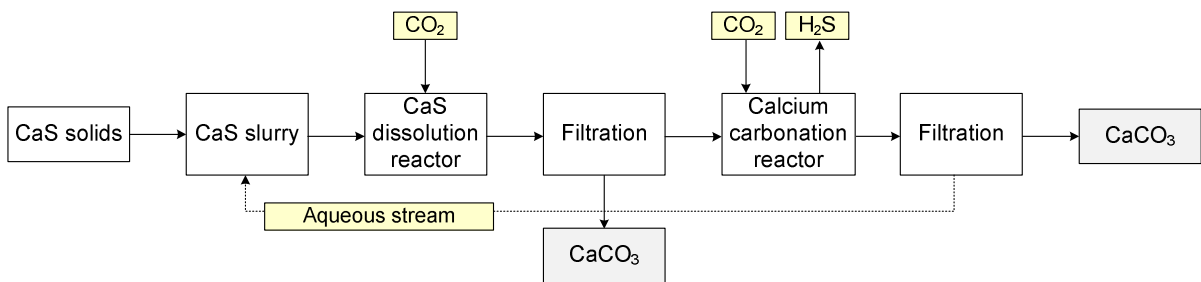 CO₂
CO₂
H₂S
CaS solids
CaS slurry
CaS
dissolution
reactor
Filtration
Calcium
carbonation
reactor
Filtration
CaCO₃
Aqueous stream
CaCO₃